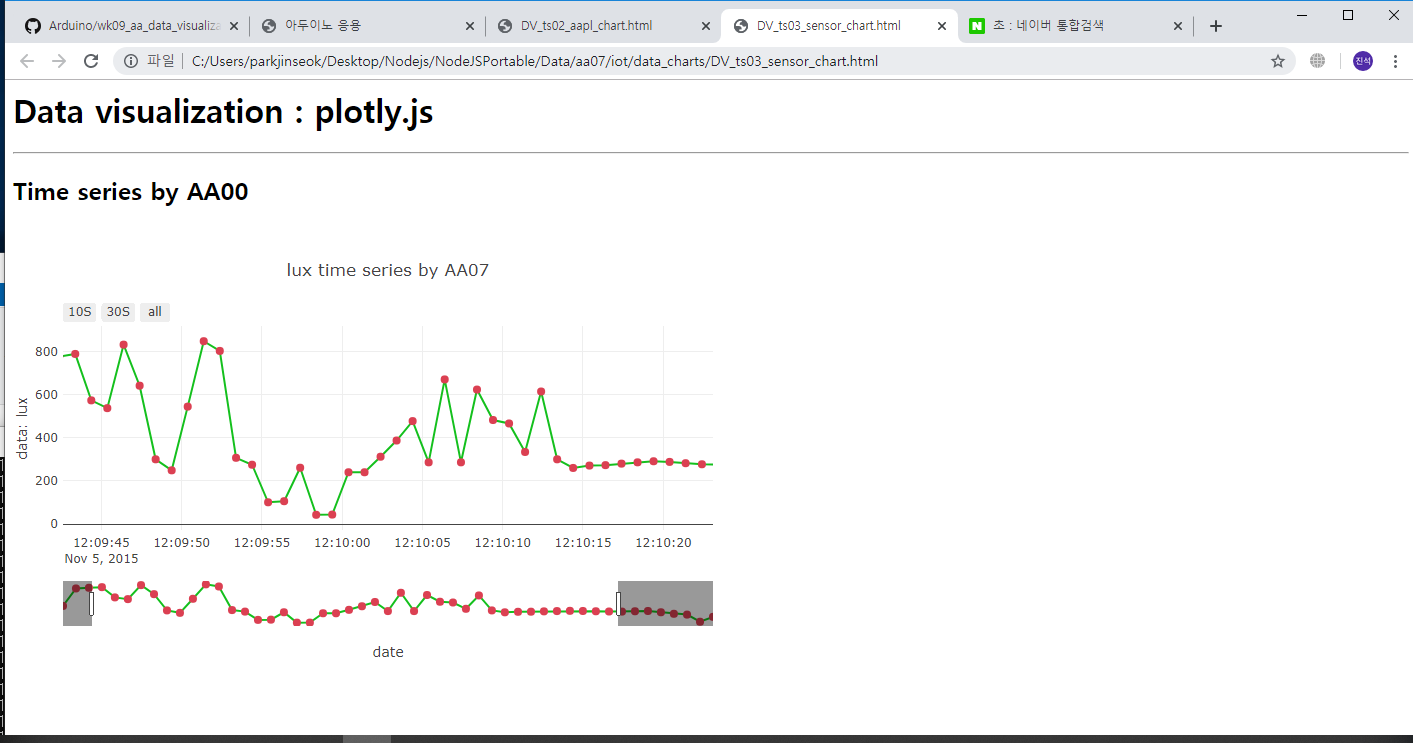 Arduino/wk09_aa_data_visualiza
아두이노 응용
DV_ts02_aapl_chart.html
DV_ts03_sensor_chart.html
N
초 : 네이버 통합검색
파일
C:/Users/parkjinseok/Desktop/Nodejs/NodeJSPortable/Data/aa07/iot/data_charts/DV_ts03_sensor_chart.html
진석
Data visualization : plotly.js
Time series by AA00
lux time series by AA07
10S 30S all
800
600
400
200
0
data: lux
12:09:45 12:09:50 12:09:55 12:10:00 12:10:05 12:10:10 12:10:15 12:10:20
Nov 5, 2015
date